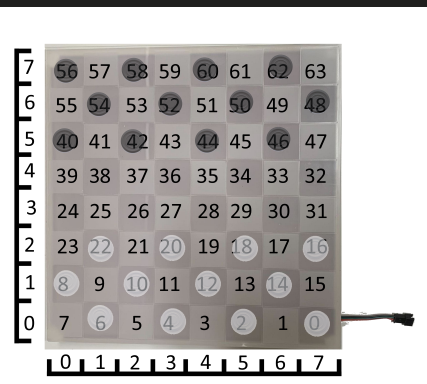 7 56 57 58 59 60 61 62 63
6 55 54 53 52 51 50 49 48
5 40 41 42 43 44 45 46 47
4 39 38 37 36 35 34 33 32
3 24 25 26 27 28 29 30 31
2 23 22 21 20 19 18 17 16
1 8 9 10 11 12 13 14 15
0 7 6 5 4 3 2 1 0
0 1 2 3 4 5 6 7